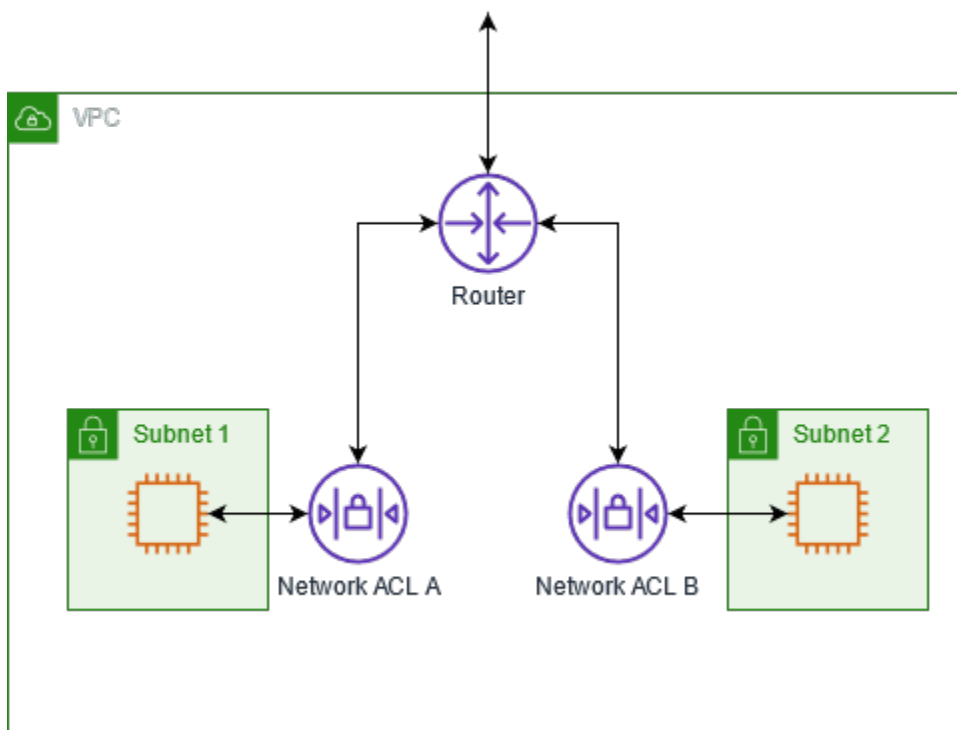 VPC
Router
Subnet 1
Subnet 2
Network ACL A
Network ACL B